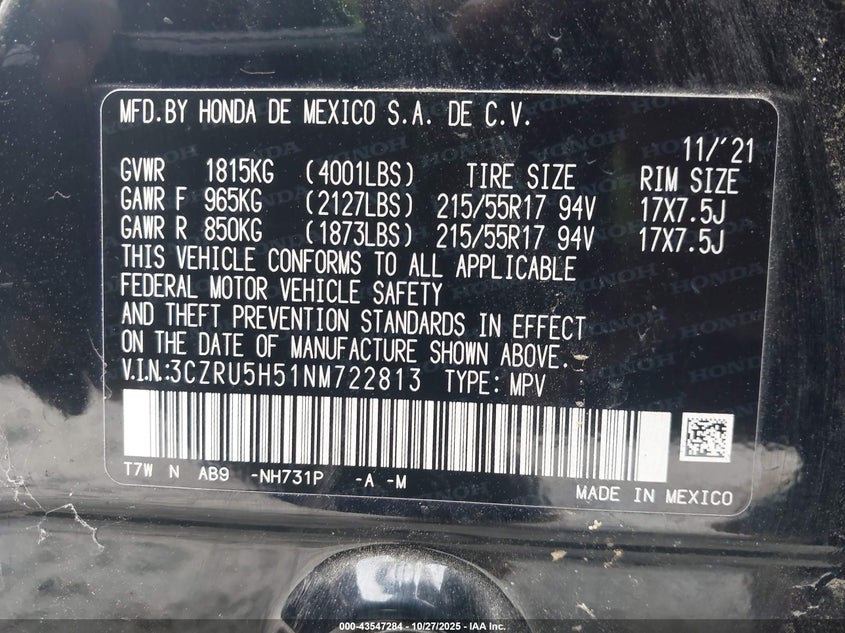 MFD.BY HONDA DE MEXICO S.A. DE C.V.
11/'21
GVWR 1815KG (4001LBS) TIRE SIZE RIM SIZE
GAWR F 965KG (2127LBS) 215/55R17 94V 17X7.5J
GAWR R 850KG (1873LBS) 215/55R17 94V 17X7.5J
THIS VEHICLE CONFORMS TO ALL APPLICABLE
FEDERAL MOTOR VEHICLE SAFETY
AND THEFT PREVENTION STANDARDS IN EFFECT
ON THE DATE OF MANUFACTURE SHOWN ABOVE.
V.I.N.:3CZRU5H51NM722813 TYPE: MPV
T7W N AB9 -NH731P -A -M
MADE IN MEXICO
000-43547284 - 10/27/2025 - IAA Inc.